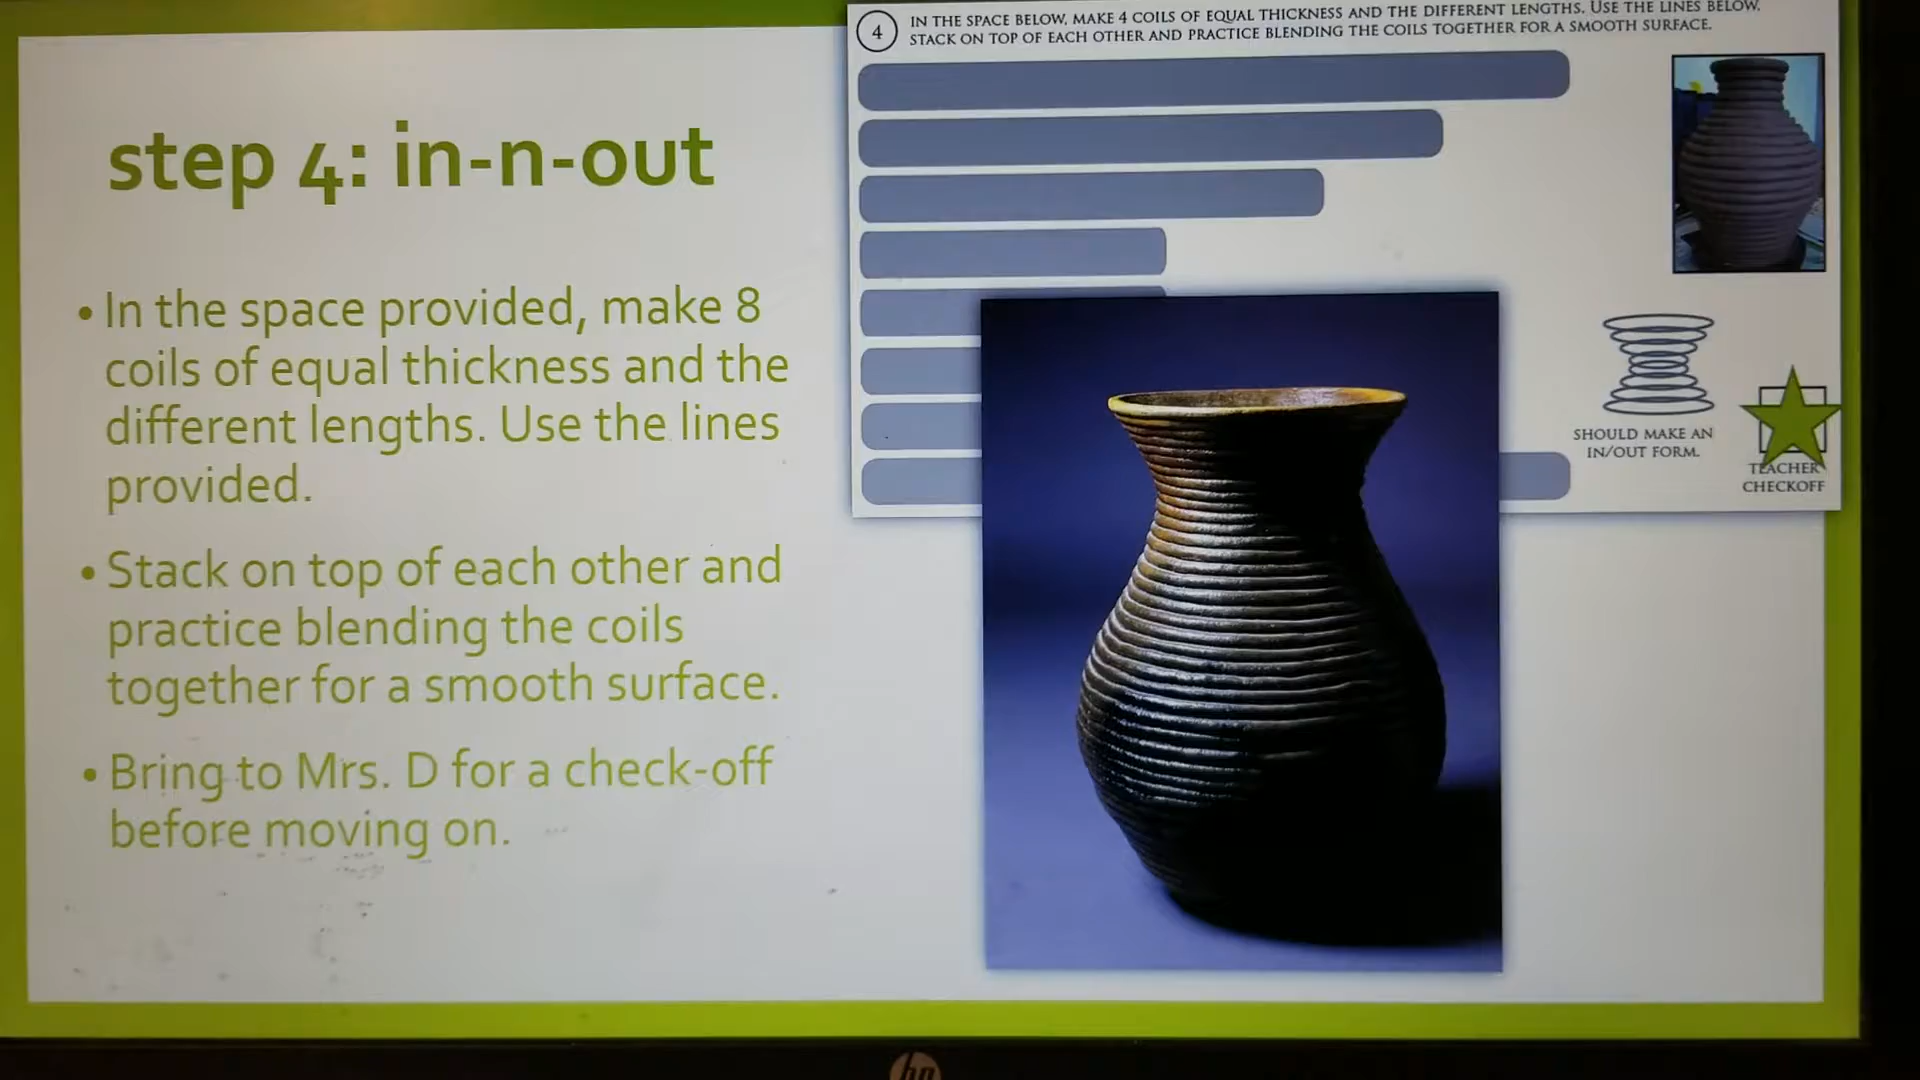 step 4: in-n-out
• In the space provided, make 8
coils of equal thickness and the
different lengths. Use the lines
provided.
• Stack on top of each other and
practice blending the coils
together for a smooth surface.
• Bring to Mrs. D for a check-off
before moving on.
4
IN THE SPACE BELOW, MAKE 4 COILS OF EQUAL THICKNESS AND THE DIFFERENT LENGTHS. USE THE LINES BELOW.
STACK ON TOP OF EACH OTHER AND PRACTICE BLENDING THE COILS TOGETHER FOR A SMOOTH SURFACE.
SHOULD MAKE AN
IN/OUT FORM.
TEACHER
CHECKOFF
hp